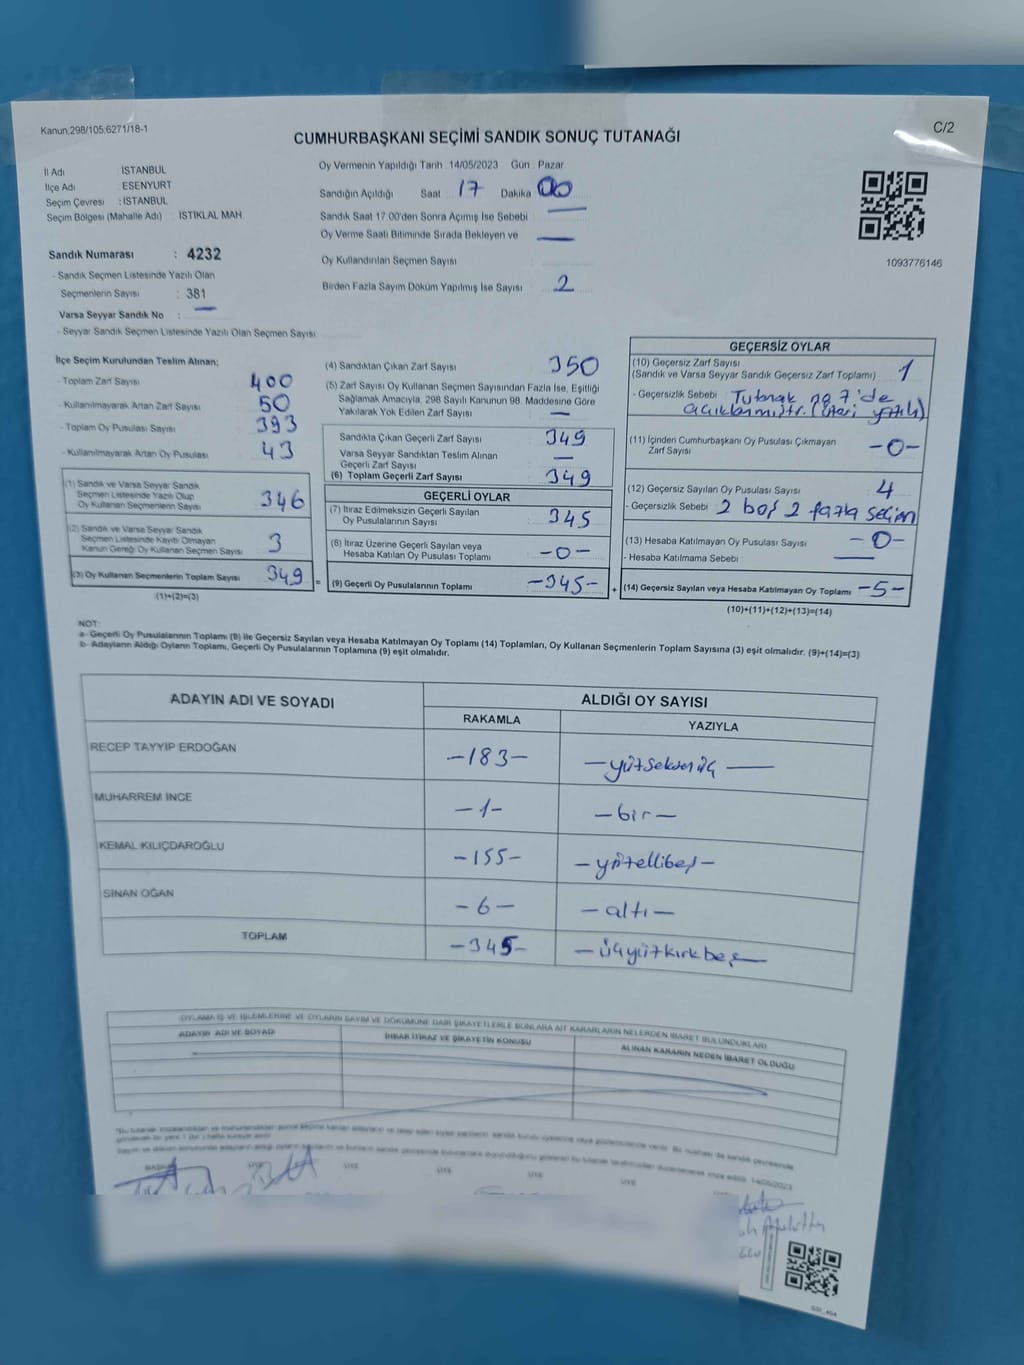 Kanun,298/105;6271/18-1
C/2
CUMHURBAŞKANI SEÇİMİ SANDIK SONUÇ TUTANAĞI
İl Adı : İSTANBUL
İlçe Adı : ESENYURT
Seçim Çevresi : İSTANBUL
Seçim Bölgesi (Mahalle Adı) : İSTİKLAL MAH
Sandık Numarası : 4232
- Sandık Seçmen Listesinde Yazılı Olan
Seçmenlerin Sayısı : 381
Varsa Seyyar Sandık No : —
- Seyyar Sandık Seçmen Listesinde Yazılı Olan Seçmen Sayısı
Oy Vermenin Yapıldığı Tarih : 14/05/2023 Gün : Pazar
Sandığın Açıldığı Saat 17 Dakika 00
Sandık Saat 17:00'den Sonra Açımış İse Sebebi —
Oy Verme Saati Bitiminde Sırada Bekleyen ve —
Oy Kullandırılan Seçmen Sayısı
Birden Fazla Sayım Döküm Yapılmış İse Sayısı 2
1093776146
İlçe Seçim Kurulundan Teslim Alınan;
- Toplam Zarf Sayısı 400
- Kullanılmayarak Artan Zarf Sayısı 50
- Toplam Oy Pusulası Sayısı 393
- Kullanılmayarak Artan Oy Pusulası 43
(1) Sandık ve Varsa Seyyar Sandık
Seçmen Listesinde Yazılı Olup
Oy Kullanan Seçmenlerin Sayısı 346
(2) Sandık ve Varsa Seyyar Sandık
Seçmen Listesinde Kayıtlı Olmayan
Kanun Gereği Oy Kullanan Seçmen Sayısı 3
(3) Oy Kullanan Seçmenlerin Toplam Sayısı 349 =
(1)+(2)=(3)
(4) Sandıktan Çıkan Zarf Sayısı 350
(5) Zarf Sayısı Oy Kullanan Seçmen Sayısından Fazla İse, Eşitliği
Sağlamak Amacıyla, 298 Sayılı Kanunun 98. Maddesine Göre
Yakılarak Yok Edilen Zarf Sayısı —
Sandıkta Çıkan Geçerli Zarf Sayısı 349
Varsa Seyyar Sandıktan Teslim Alınan
Geçerli Zarf Sayısı —
(6) Toplam Geçerli Zarf Sayısı 349
GEÇERLİ OYLAR
(7) İtiraz Edilmeksizin Geçerli Sayılan
Oy Pusulalarının Sayısı 345
(8) İtiraz Üzerine Geçerli Sayılan veya
Hesaba Katılan Oy Pusulası Toplamı -0-
(9) Geçerli Oy Pusulalarının Toplamı -345- +
GEÇERSİZ OYLAR
(10) Geçersiz Zarf Sayısı
(Sandık ve Varsa Seyyar Sandık Geçersiz Zarf Toplamı) 1
- Geçersizlik Sebebi : Tutanak no 7'de
açıklanmıştır.
(11) İçinden Cumhurbaşkanı Oy Pusulası Çıkmayan
Zarf Sayısı -0-
(12) Geçersiz Sayılan Oy Pusulası Sayısı 4
- Geçersizlik Sebebi 2 boş 2 fazla seçim
(13) Hesaba Katılmayan Oy Pusulası Sayısı -0-
- Hesaba Katılmama Sebebi —
(14) Geçersiz Sayılan veya Hesaba Katılmayan Oy Toplamı -5-
(10)+(11)+(12)+(13)=(14)
NOT:
a- Geçerli Oy Pusulalarının Toplamı (9) ile Geçersiz Sayılan veya Hesaba Katılmayan Oy Toplamı (14) Toplamları, Oy Kullanan Seçmenlerin Toplam Sayısına (3) eşit olmalıdır. (9)+(14)=(3)
b- Adayların Aldığı Oyların Toplamı, Geçerli Oy Pusulalarının Toplamına (9) eşit olmalıdır.
ADAYIN ADI VE SOYADI ALDIĞI OY SAYISI
RAKAMLA YAZIYLA
RECEP TAYYİP ERDOĞAN -183- -yüzseksenüç-
MUHARREM İNCE -1- -bir-
KEMAL KILIÇDAROĞLU -155- -yüzellibeş-
SİNAN OĞAN -6- -altı-
TOPLAM -345- -üçyüzkırkbeş-
OYLAMA İŞ VE İŞLEMLERİNE VE OYLARIN SAYIM VE DÖKÜMÜNE DAİR ŞİKAYETLERLE BUNLARA AİT KARARLARIN NELERDEN İBARET BULUNDUKLARI
ADAYIN ADI VE SOYADI İHBAR İTİRAZ VE ŞİKAYETİN KONUSU ALINAN KARARIN NEDEN İBARET OLDUĞU
14/05/2023
BAŞKAN ÜYE ÜYE ÜYE ÜYE ÜYE